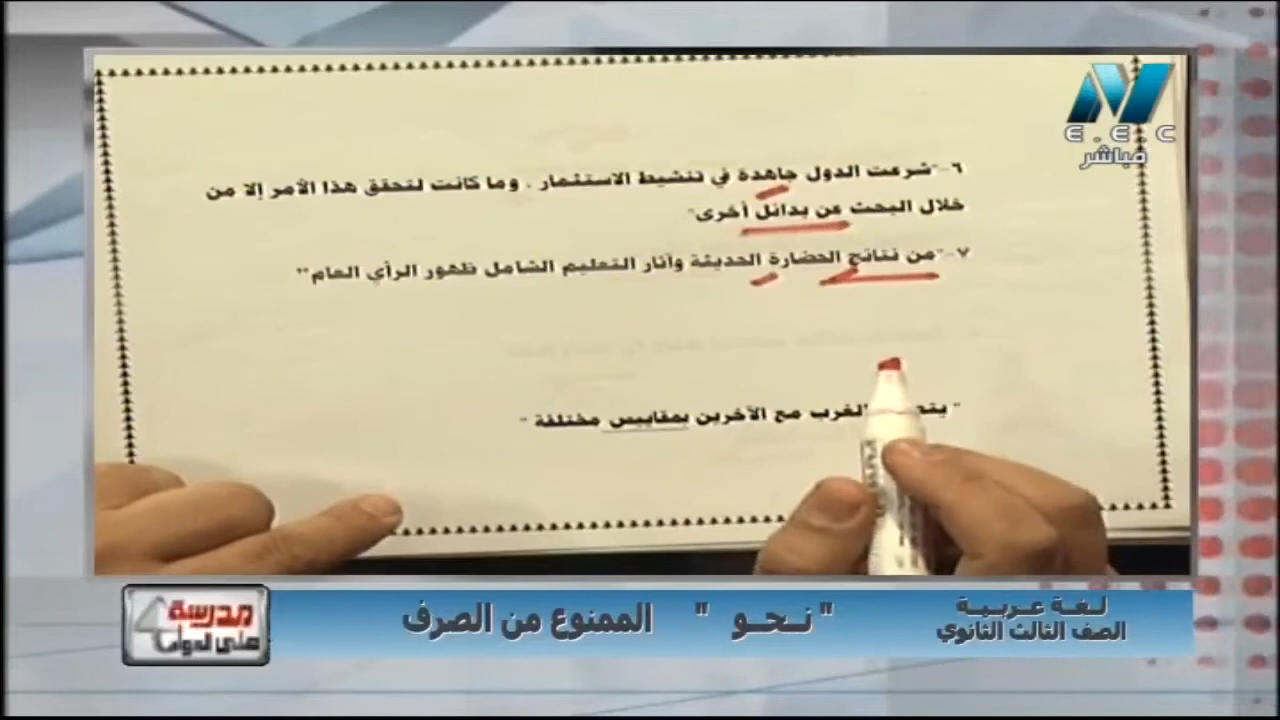 E.E.C
مباشر
٦- "شرعت الدول جاهدة في تنشيط الاستثمار . وما كانت لتحقق هذا الأمر إلا من
خلال البحث عن بدائل أخرى"
٧- "من نتائج الحضارة الحديثة وآثار التعليم الشامل ظهور الرأي العام"
" الغرب مع الآخرين بمقاييس مختلفة "
لغة عربية
الصف الثالث الثانوي
"نحو" الممنوع من الصرف
مدرسة
على الهواء